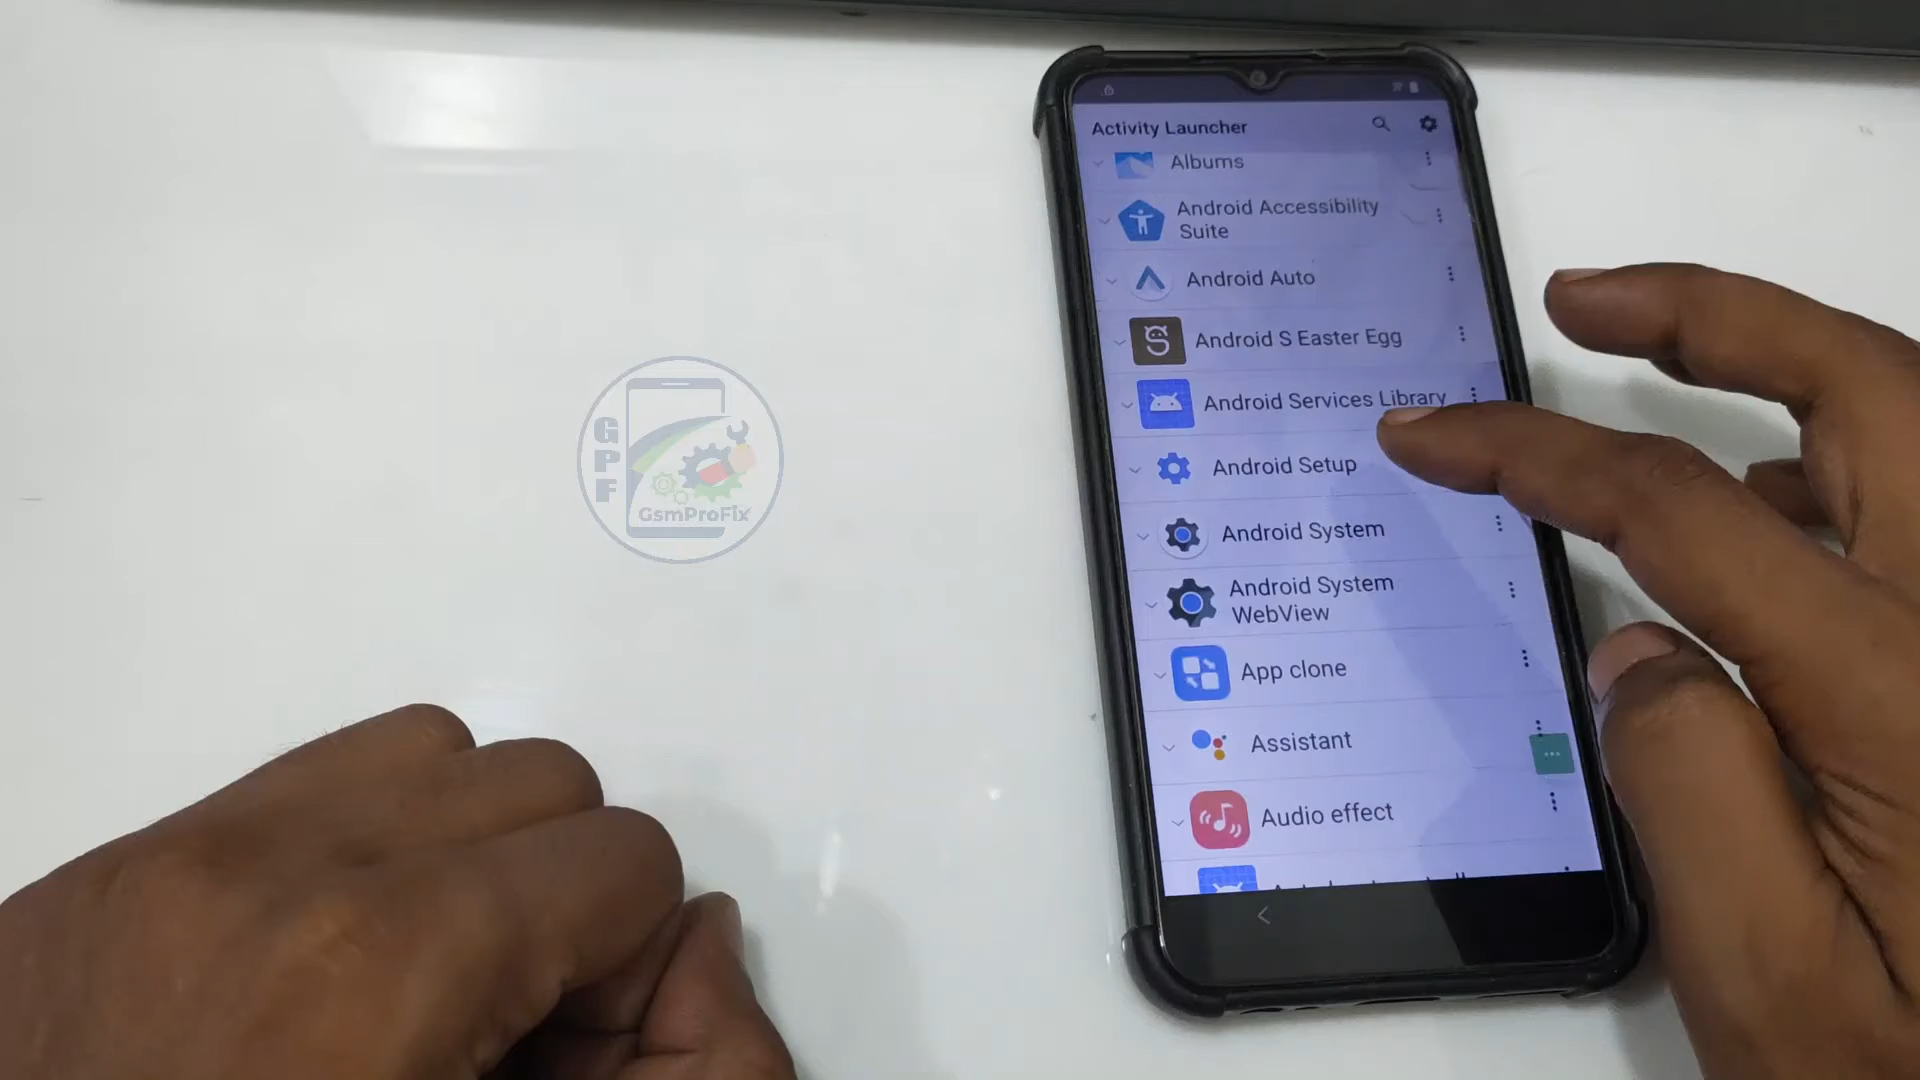 Activity Launcher
Albums
Android Accessibility
Suite
Android Auto
Android S Easter Egg
Android Services Library
Android Setup
Android System
Android System
WebView
App clone
Assistant
Audio effect
GPF
GsmProFix